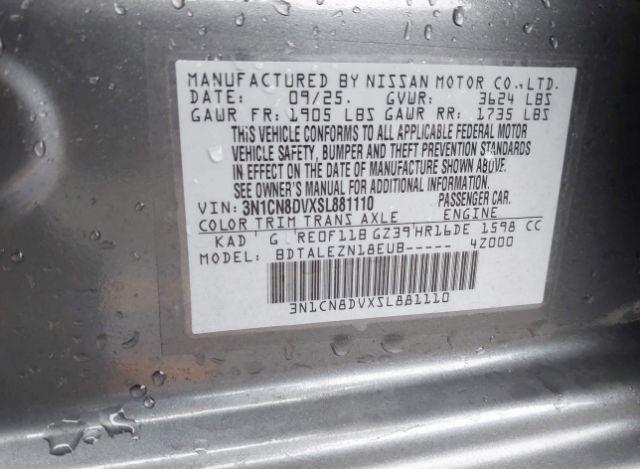 MANUFACTURED BY NISSAN MOTOR CO.,LTD.
DATE: 09/25. GVWR: 3624 LBS
GAWR FR: 1905 LBS GAWR RR: 1735 LBS
THIS VEHICLE CONFORMS TO ALL APPLICABLE FEDERAL MOTOR
VEHICLE SAFETY, BUMPER AND THEFT PREVENTION STANDARDS
IN EFFECT ON THE DATE OF MANUFACTURE SHOWN ABOVE.
SEE OWNER'S MANUAL FOR ADDITIONAL INFORMATION
VIN: 3N1CN8DVXSL881110 PASSENGER CAR.
COLOR TRIM TRANS AXLE ENGINE
KAD G RE0F11B GZ39 HR16DE 1598 CC
MODEL: BDTALEZN18EUB----- 4Z000
3N1CN8DVXSL881110